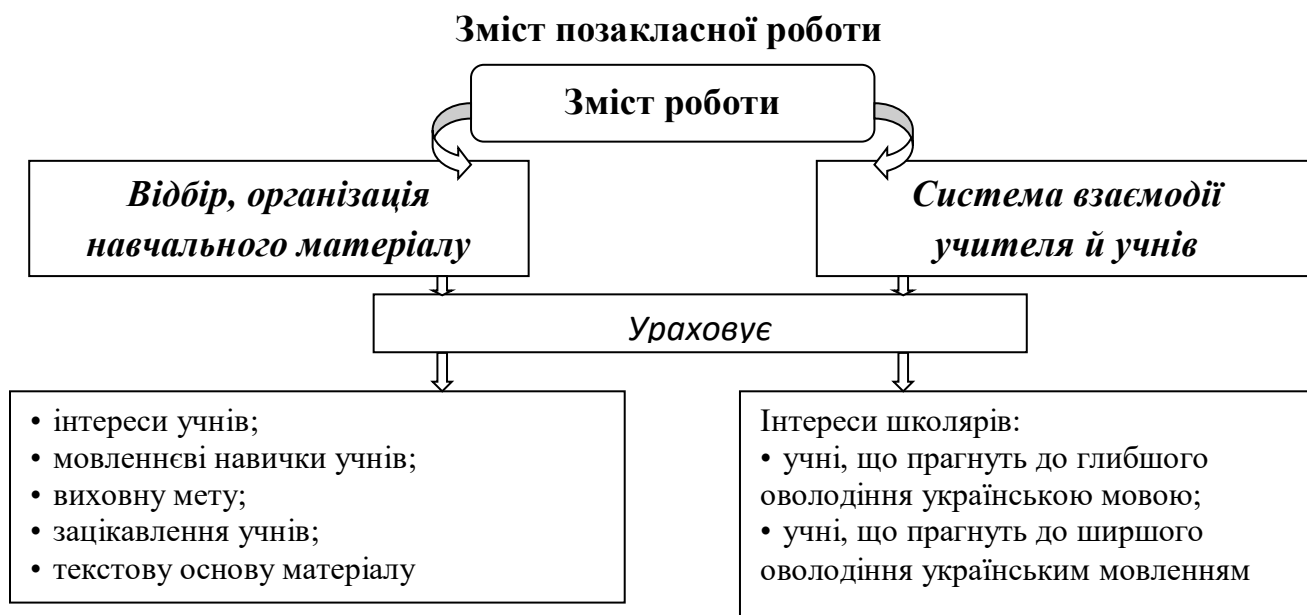 Зміст позакласної роботи
Зміст роботи
Відбір, організація
навчального матеріалу
Система взаємодії
учителя й учнів
Ураховує
• інтереси учнів;
• мовленнєві навички учнів;
• виховну мету;
• зацікавлення учнів;
• текстову основу матеріалу
Інтереси школярів:
• учні, що прагнуть до глибшого
оволодіння українською мовою;
• учні, що прагнуть до ширшого
оволодіння українським мовленням